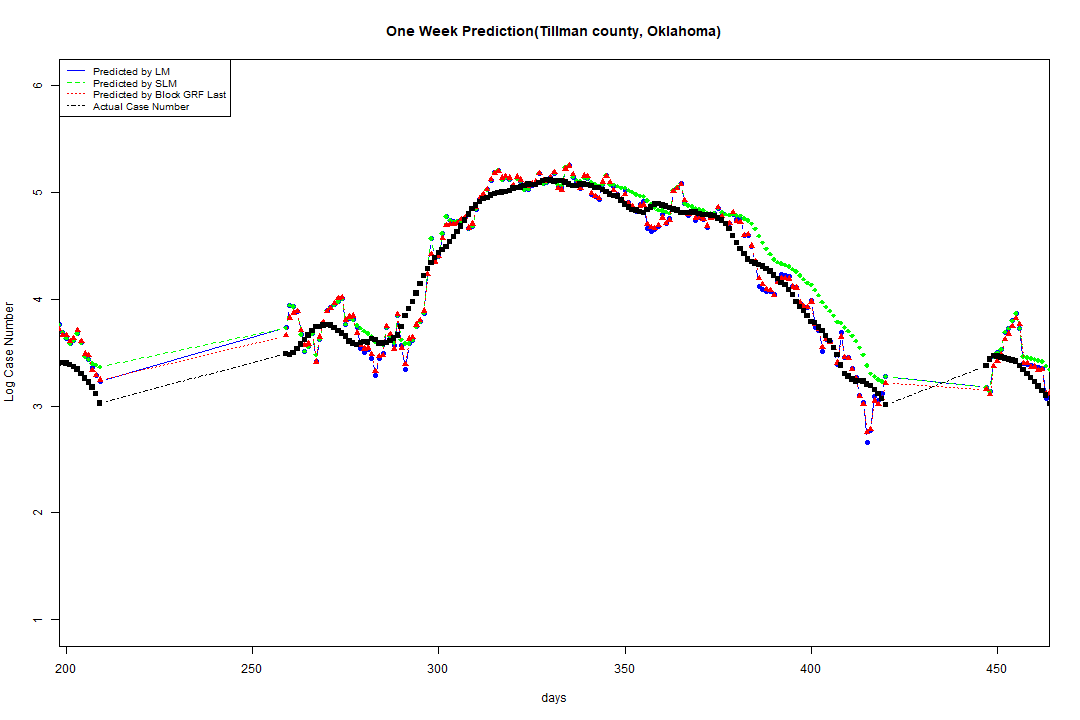 One Week Prediction(Tillman county, Oklahoma)
Predicted by LM
Predicted by SLM
Predicted by Block GRF Last
Actual Case Number
6
5
4
3
2
1
Log Case Number
200 250 300 350 400 450
days